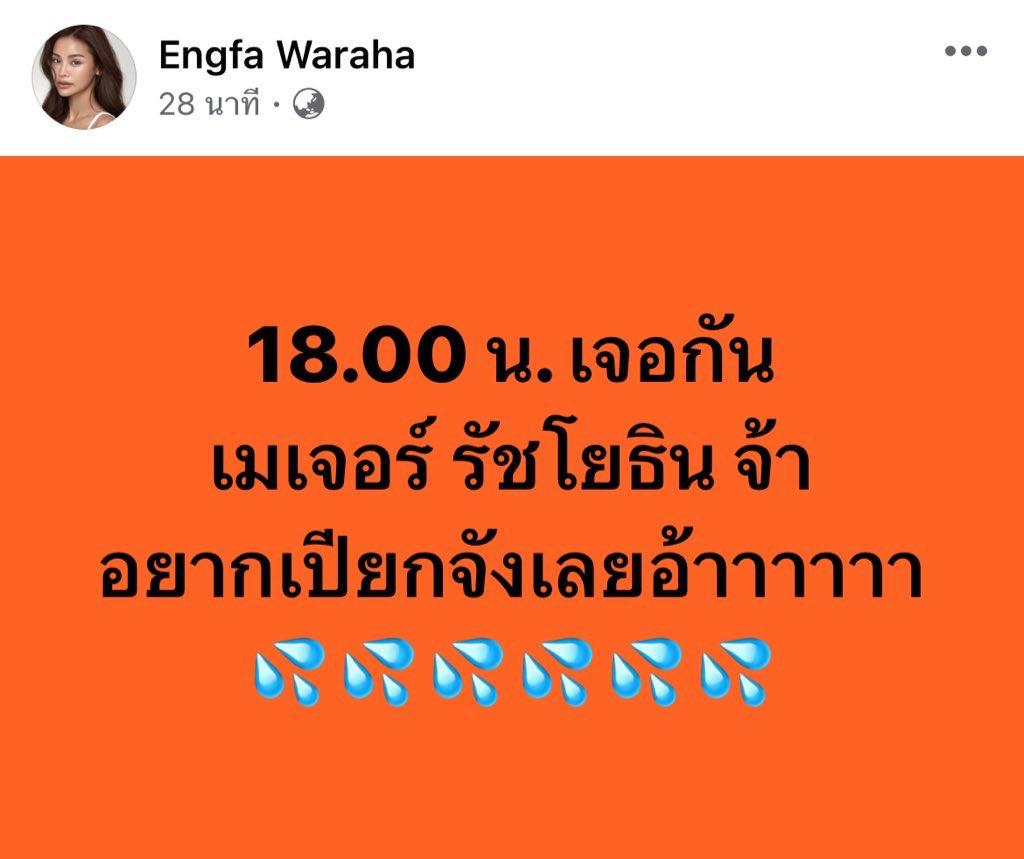 Engfa Waraha
28 นาที ·
18.00 น. เจอกัน
เมเจอร์ รัชโยธิน จ้า
อยากเปียกจังเลยอ้าาาาาาา
💦💦💦💦💦💦